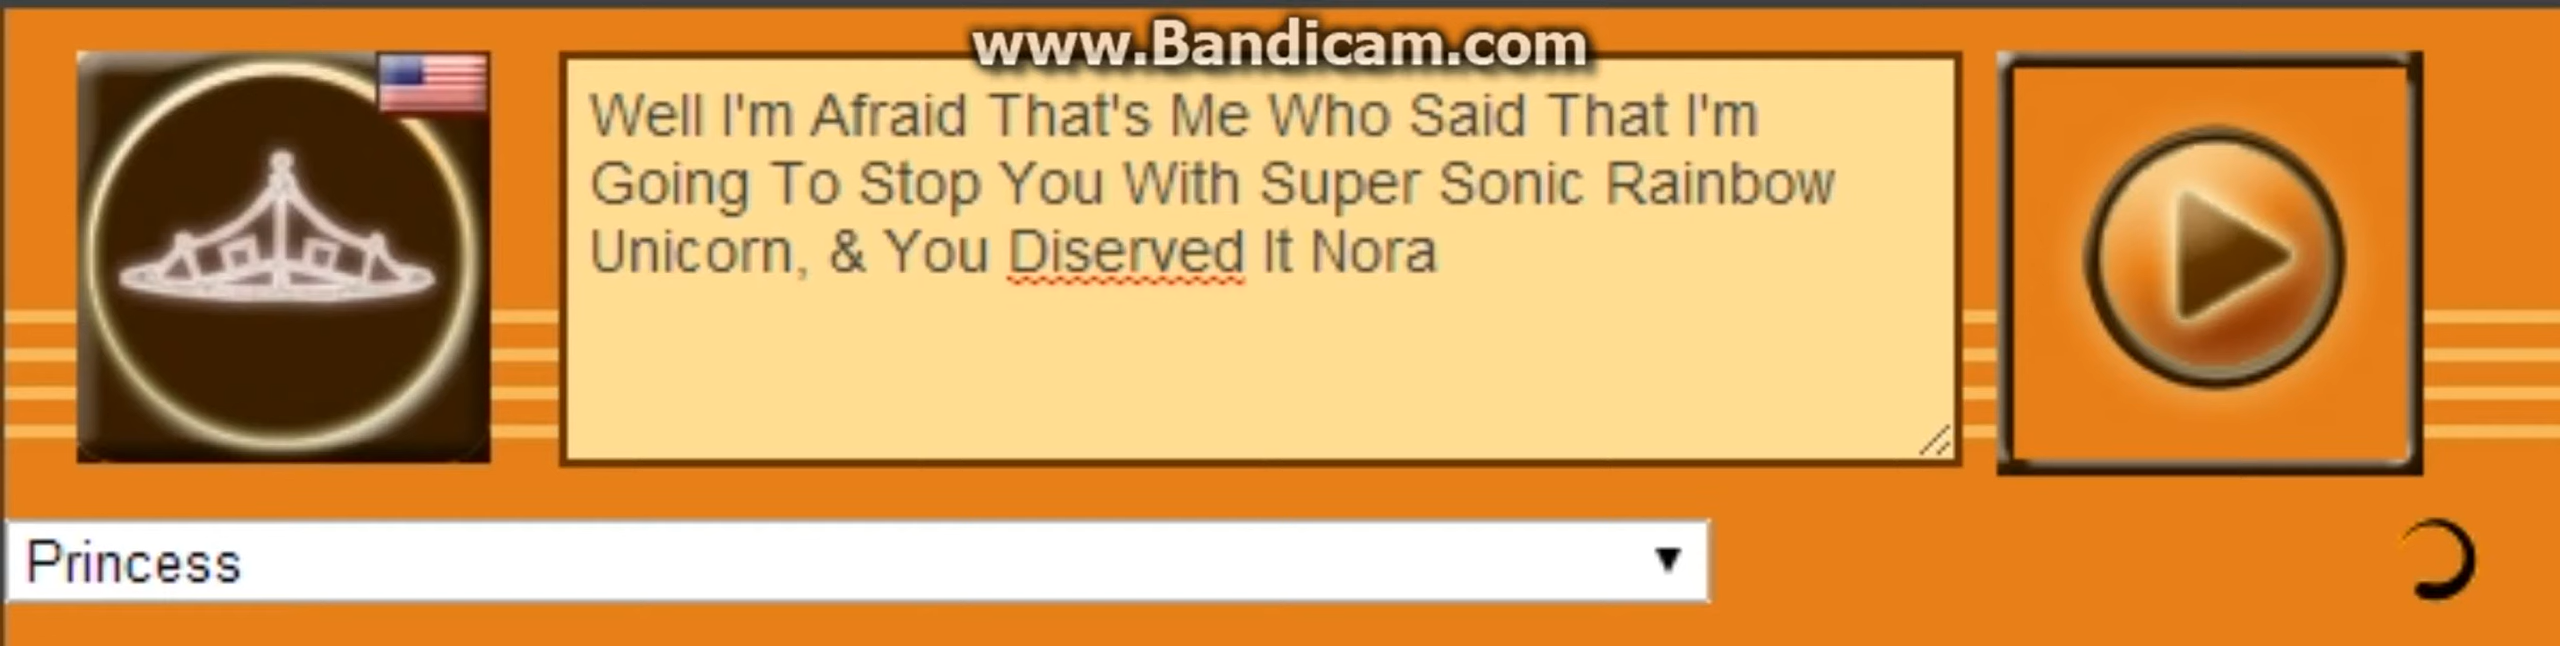 www.Bandicam.com
Well I'm Afraid That's Me Who Said That I'm
Going To Stop You With Super Sonic Rainbow
Unicorn, & You Diserved It Nora
Princess